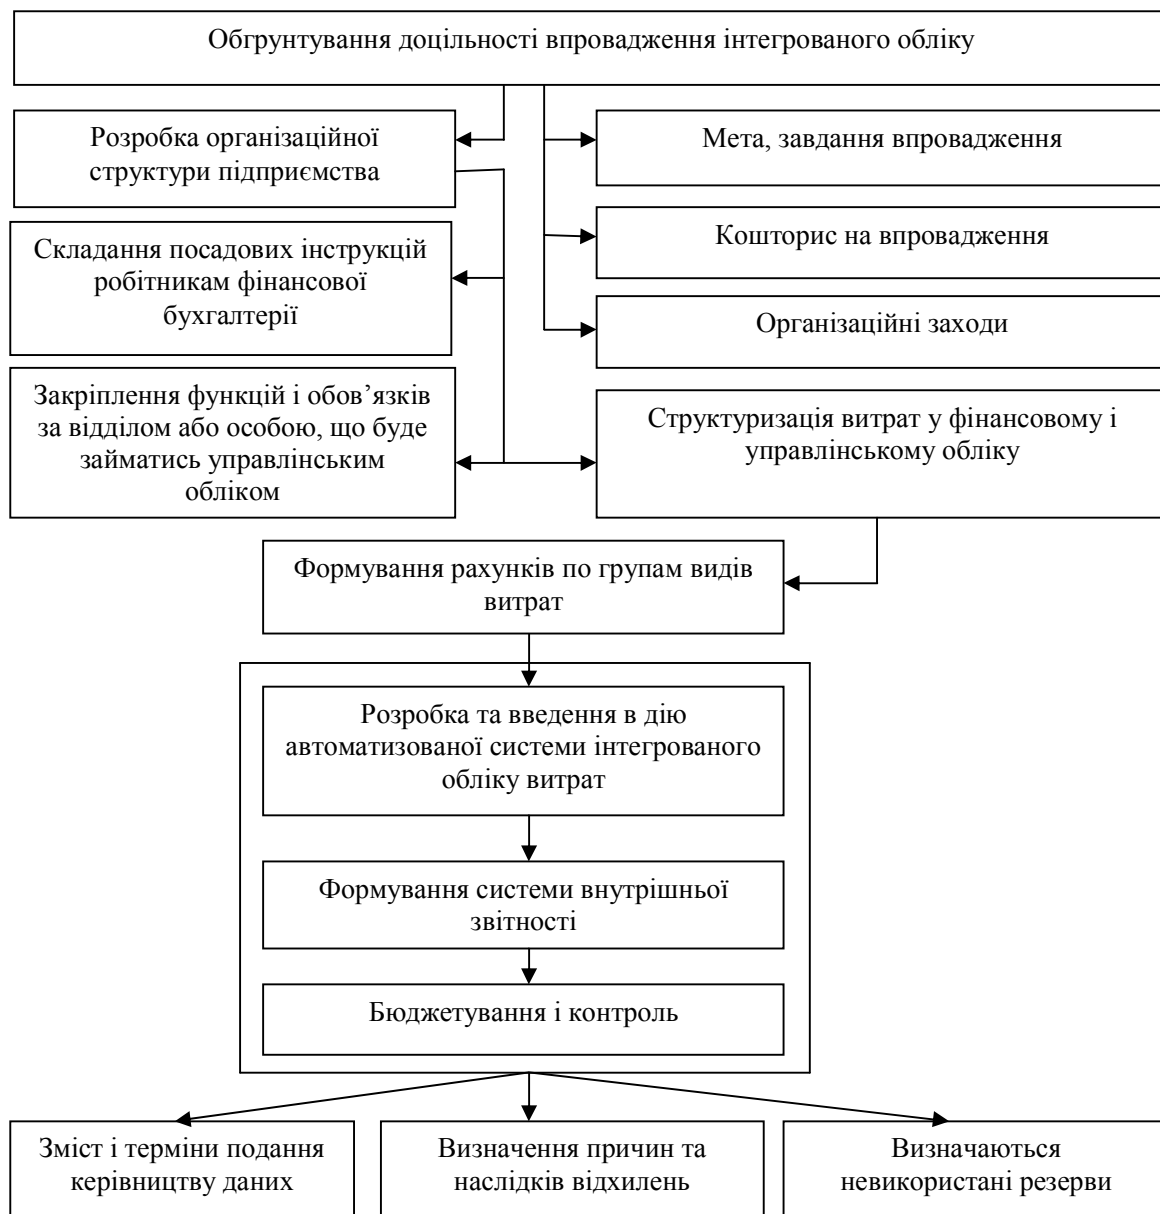 Обгрунтування доцільності впровадження інтегрованого обліку
Розробка організаційної
структури підприємства
Мета, завдання впровадження
Складання посадових інструкцій
робітникам фінансової
бухгалтерії
Кошторис на впровадження
Організаційні заходи
Закріплення функцій і обов’язків
за відділом або особою, що буде
займатись управлінським
обліком
Структуризація витрат у фінансовому і
управлінському обліку
Формування рахунків по групам видів
витрат
Розробка та введення в дію
автоматизованої системи інтегрованого
обліку витрат
Формування системи внутрішньої
звітності
Бюджетування і контроль
Зміст і терміни подання
керівництву даних
Визначення причин та
наслідків відхилень
Визначаються
невикористані резерви